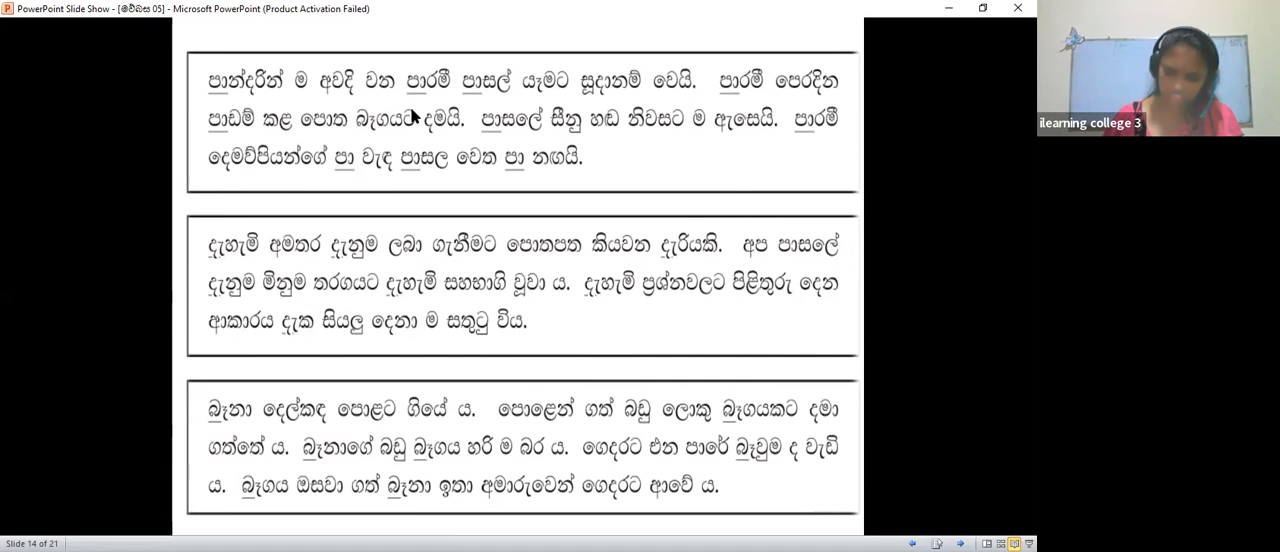 PowerPoint Slide Show - [මව්බස 05] - Microsoft PowerPoint (Product Activation Failed)
පාන්දරින් ම අවදි වන පාරමී පාසල් යෑමට සූදානම් වෙයි. පාරමී පෙරදින
පාඩම් කළ පොත බෑගයට දමයි. පාසලේ සීනු හඬ නිවසට ම ඇසෙයි. පාරමී
දෙමව්පියන්ගේ පා වැඳ පාසල වෙත පා නඟයි.
දැහැමි අමතර දැනුම ලබා ගැනීමට පොතපත කියවන දැරියකි. අප පාසලේ
දැනුම මිනුම තරගයට දැහැමි සහභාගි වූවා ය. දැහැමි ප්‍රශ්නවලට පිළිතුරු දෙන
ආකාරය දැක සියලු දෙනා ම සතුටු විය.
බෑනා දෙල්කඳ පොළට ගියේ ය. පොළෙන් ගත් බඩු ලොකු බෑගයකට දමා
ගත්තේ ය. බෑනාගේ බඩු බෑගය හරි ම බර ය. ගෙදරට එන පාරේ බෑවුම ද වැඩි
ය. බෑගය ඔසවා ගත් බෑනා ඉතා අමාරුවෙන් ගෙදරට ආවේ ය.
ilearning college 3
Slide 14 of 21